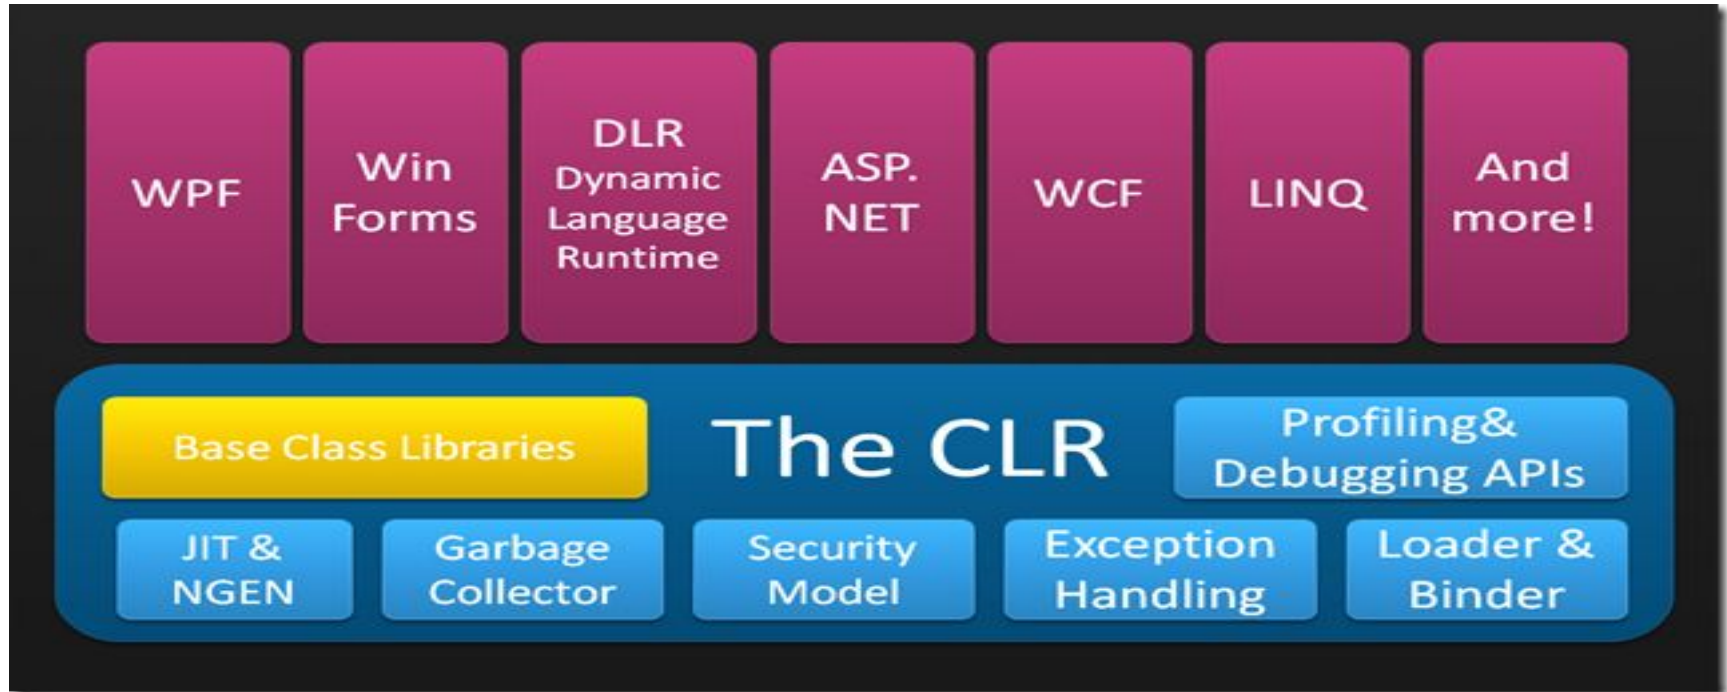 WPF
Win
Forms
DLR
Dynamic
Language
Runtime
ASP.
NET
WCF
LINQ
And
more!
Base Class Libraries
The CLR
Profiling&
Debugging APIs
JIT &
NGEN
Garbage
Collector
Security
Model
Exception
Handling
Loader &
Binder